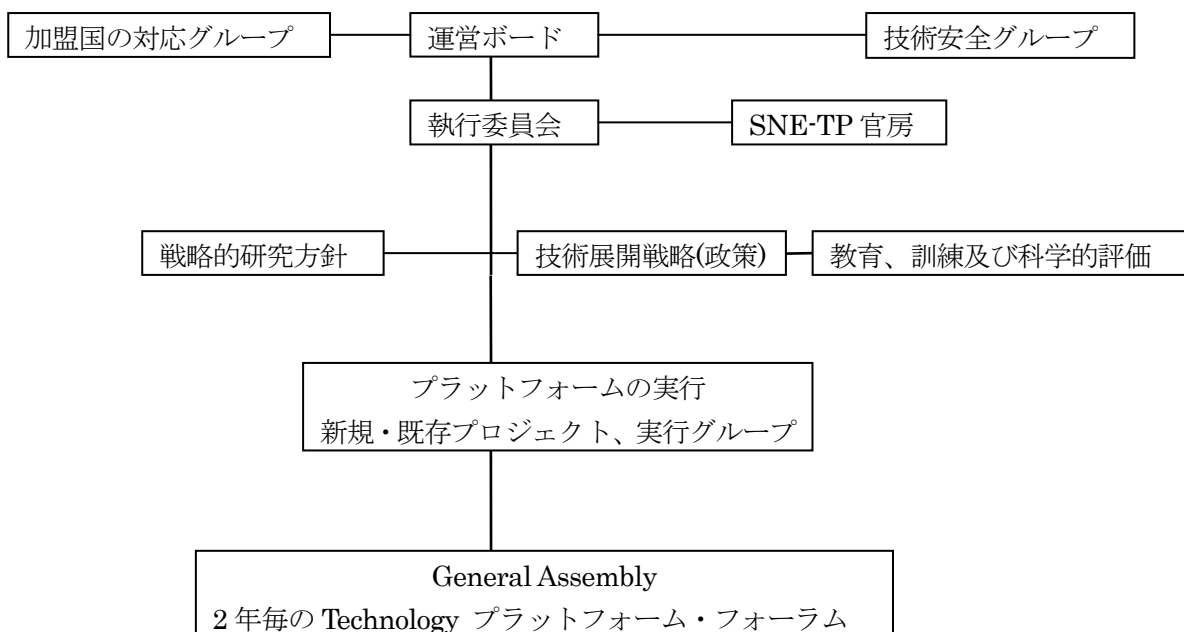 加盟国の対応グループ
運営ボード
技術安全グループ
執行委員会
SNE-TP 官房
戦略的研究方針
技術展開戦略(政策)
教育、訓練及び科学的評価
プラットフォームの実行
新規・既存プロジェクト、実行グループ
General Assembly
2 年毎の Technology プラットフォーム・フォーラム